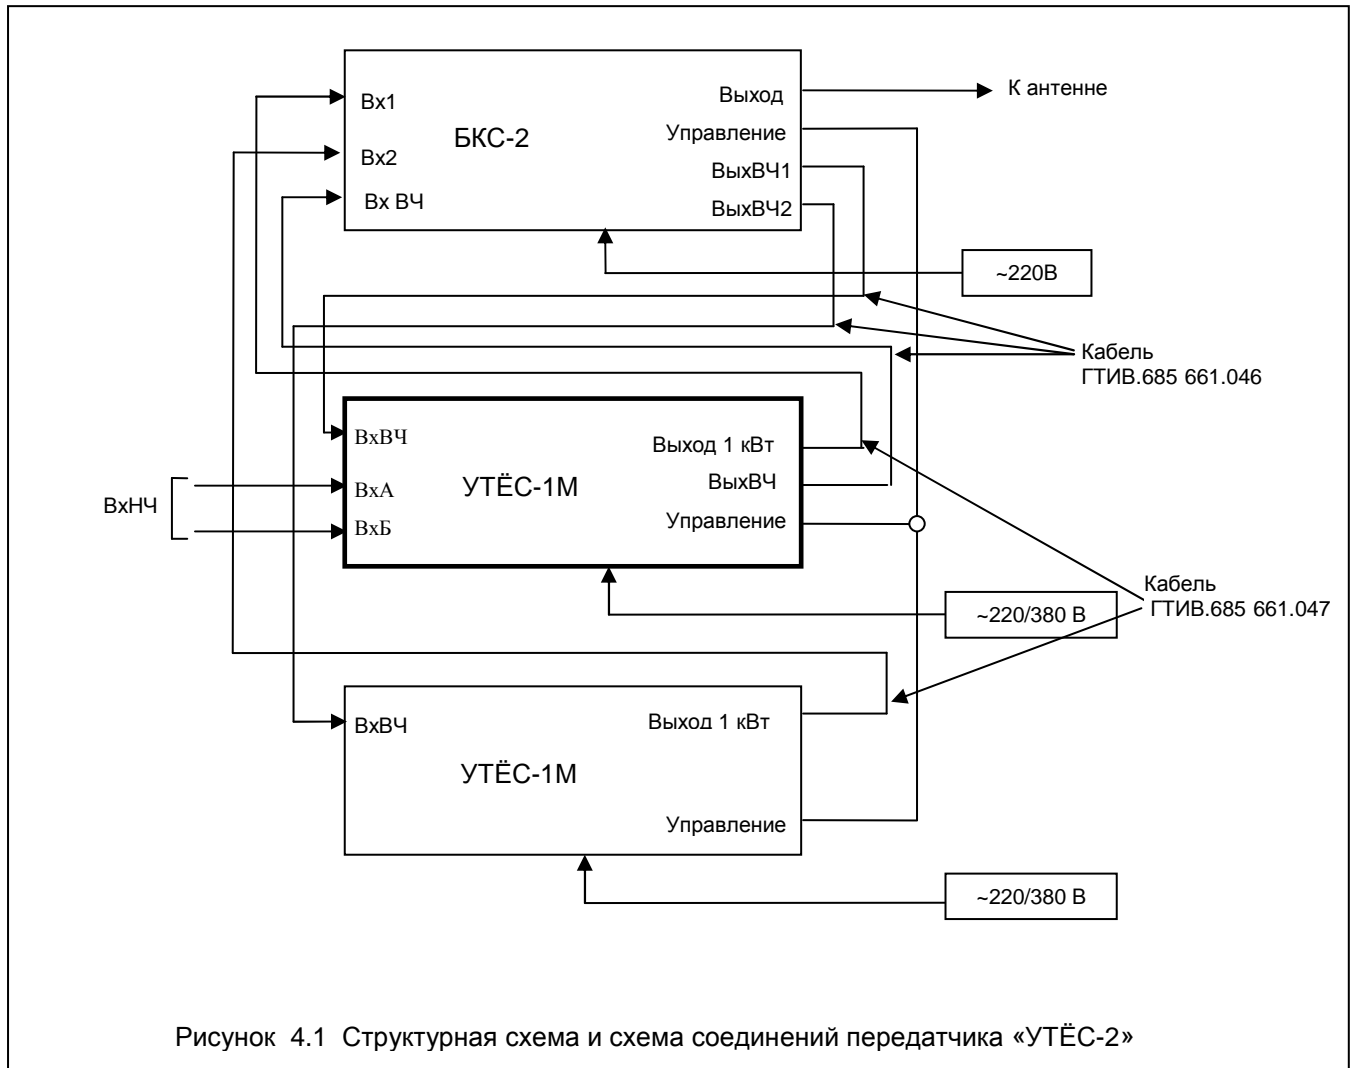 Вх1
Вх2
Вх ВЧ
БКС-2
Выход
Управление
ВыхВЧ1
ВыхВЧ2
К антенне
~220В
Кабель
ГТИВ.685 661.046
ВхНЧ
ВхВЧ
ВхА
ВхБ
УТЁС-1М
Выход 1 кВт
ВыхВЧ
Управление
~220/380 В
Кабель
ГТИВ.685 661.047
ВхВЧ
УТЁС-1М
Выход 1 кВт
Управление
~220/380 В
Рисунок 4.1 Структурная схема и схема соединений передатчика «УТЁС-2»